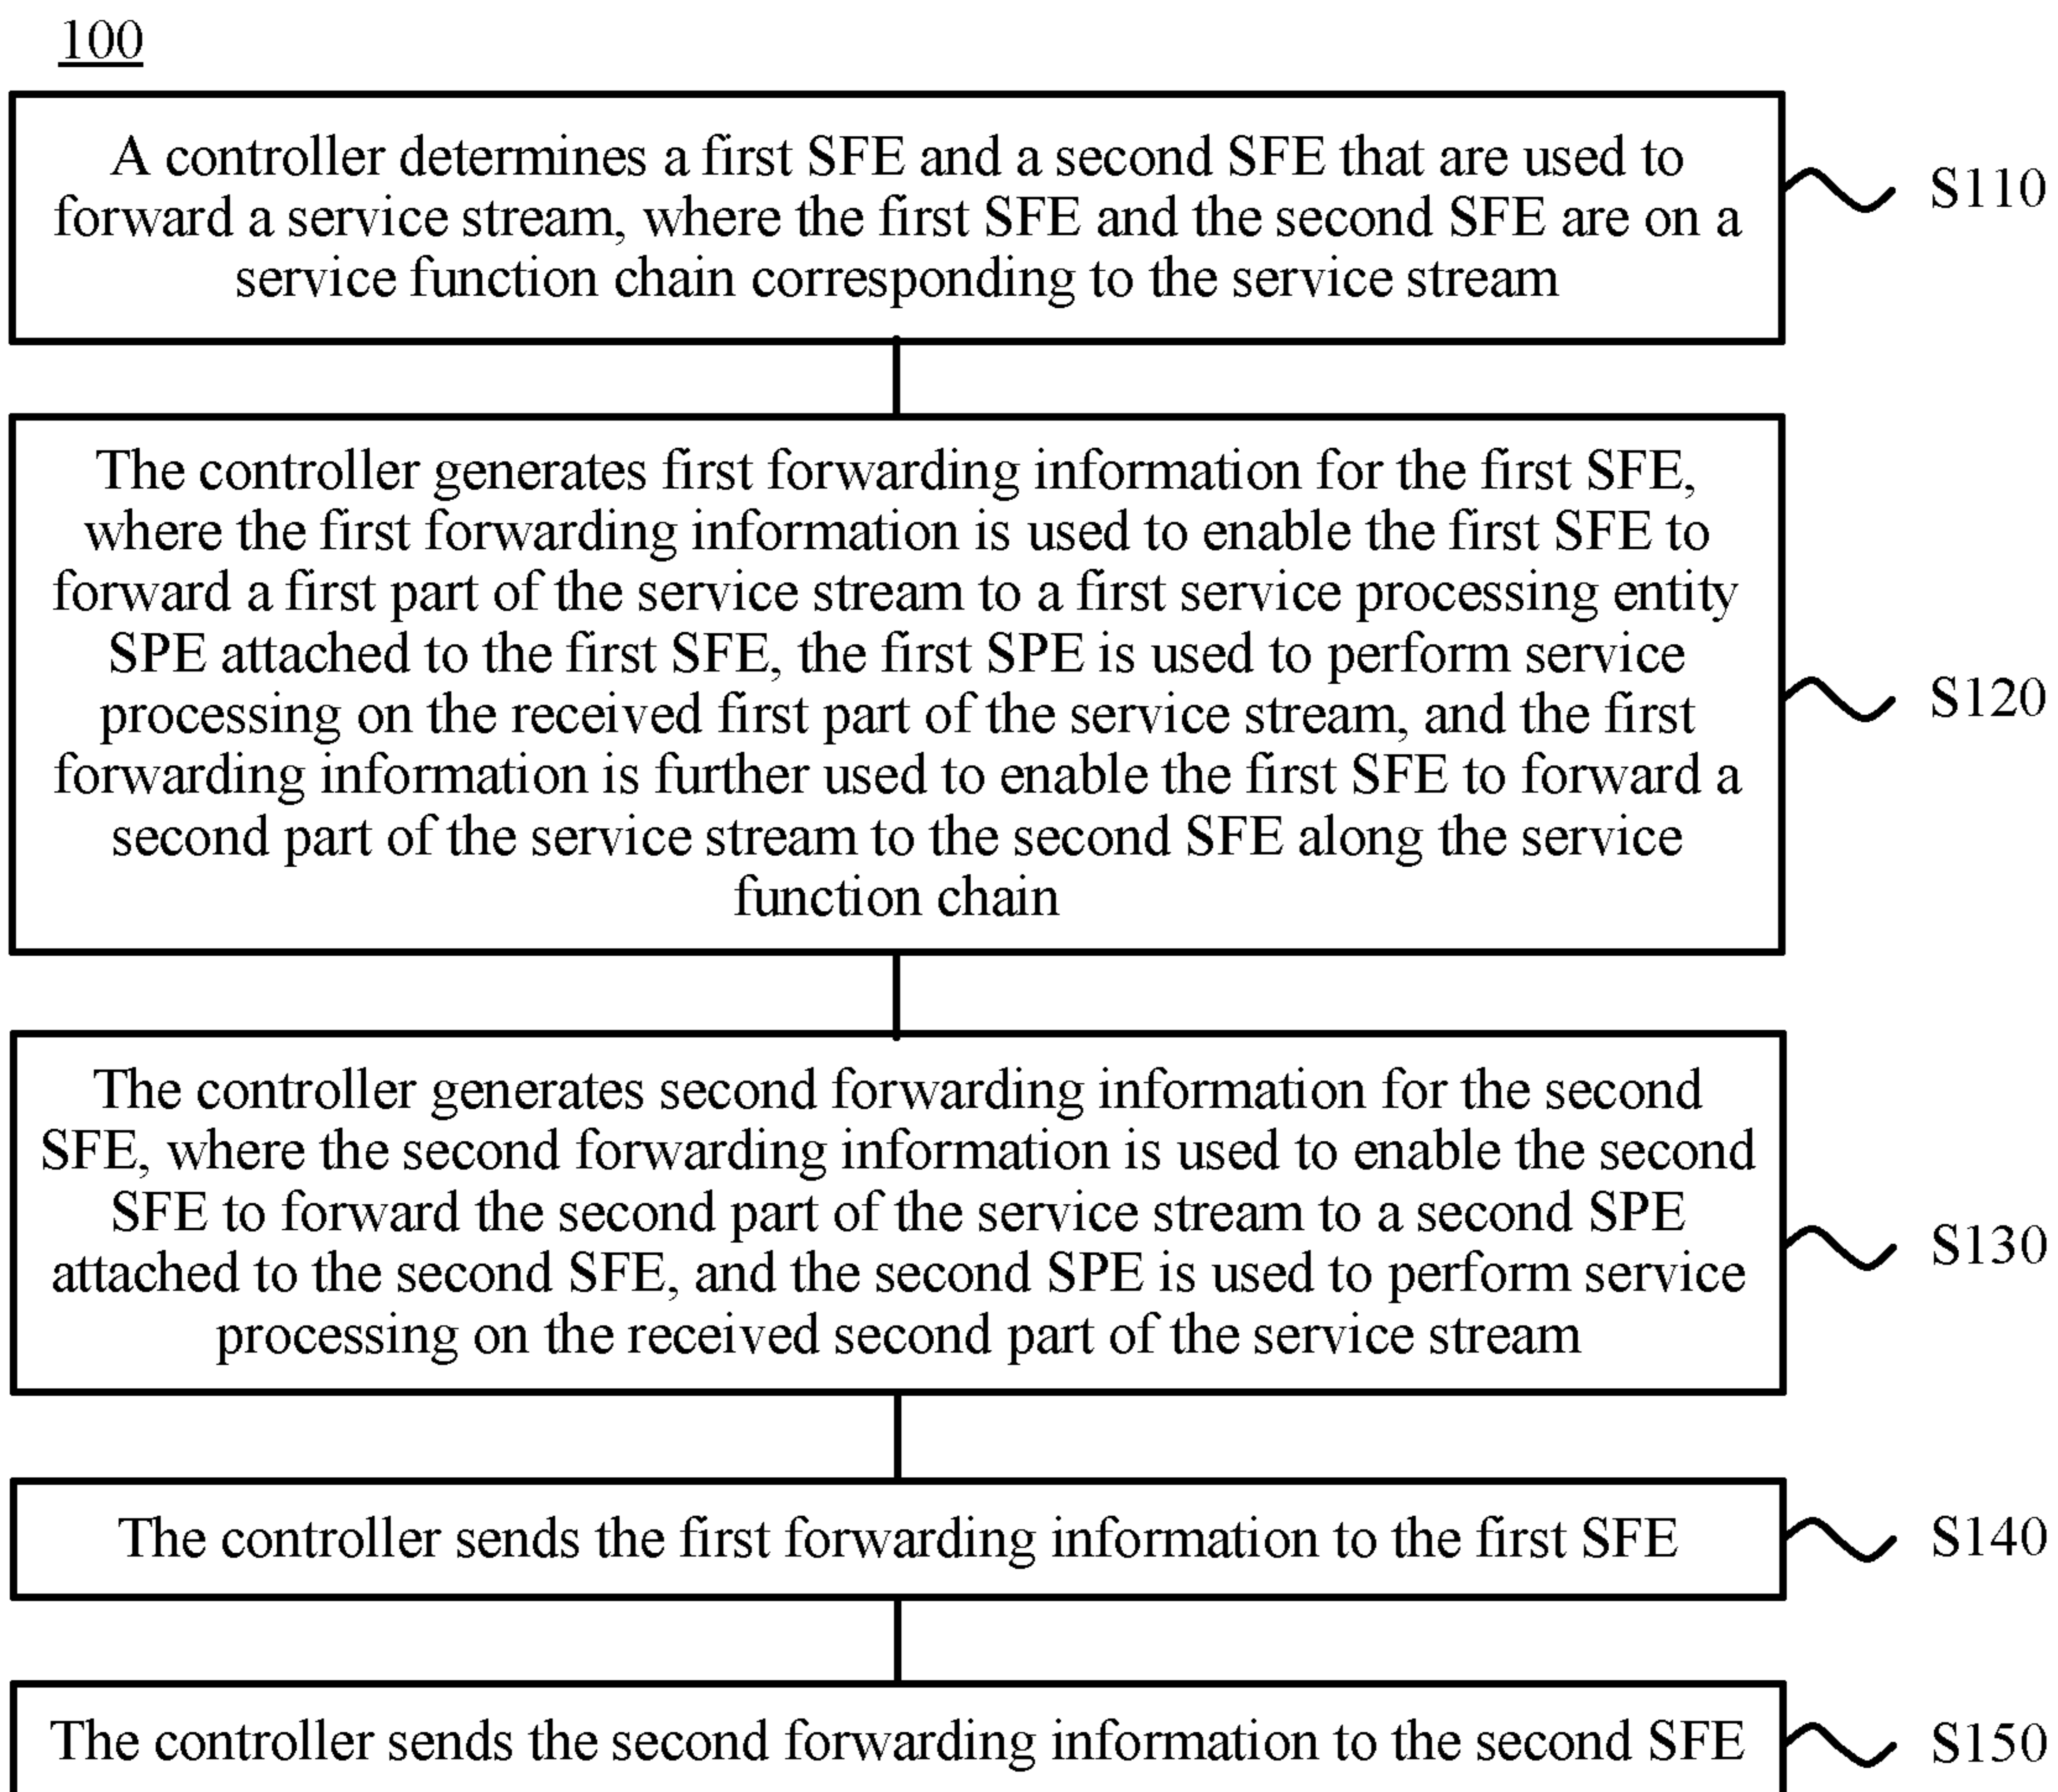 100
A controller determines a first SFE and a second SFE that are used to
forward a service stream, where the first SFE and the second SFE are on a
service function chain corresponding to the service stream
S110
The controller generates first forwarding information for the first SFE,
where the first forwarding information is used to enable the first SFE to
forward a first part of the service stream to a first service processing entity
SPE attached to the first SFE, the first SPE is used to perform service
processing on the received first part of the service stream, and the first
forwarding information is further used to enable the first SFE to forward a
second part of the service stream to the second SFE along the service
function chain
S120
The controller generates second forwarding information for the second
SFE, where the second forwarding information is used to enable the second
SFE to forward the second part of the service stream to a second SPE
attached to the second SFE, and the second SPE is used to perform service
processing on the received second part of the service stream
S130
The controller sends the first forwarding information to the first SFE
S140
The controller sends the second forwarding information to the second SFE
S150